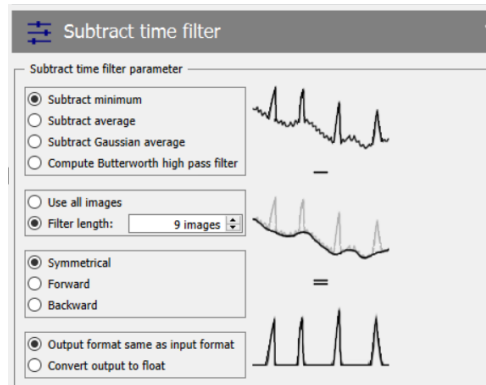 Subtract time filter
Subtract time filter parameter
Subtract minimum
Subtract average
Subtract Gaussian average
Compute Butterworth high pass filter
Use all images
Filter length: 9 images
Symmetrical
Forward
Backward
Output format same as input format
Convert output to float